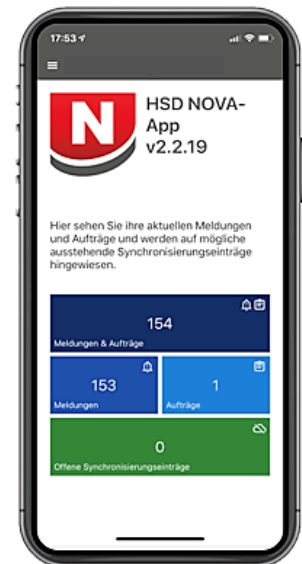 17:53
N
HSD NOVA-
App
v2.2.19
Hier sehen Sie ihre aktuellen Meldungen
und Aufträge und werden auf mögliche
ausstehende Synchronisierungseinträge
hingewiesen.
154
Meldungen & Aufträge
153
Meldungen
1
Aufträge
0
Offene Synchronisierungseinträge